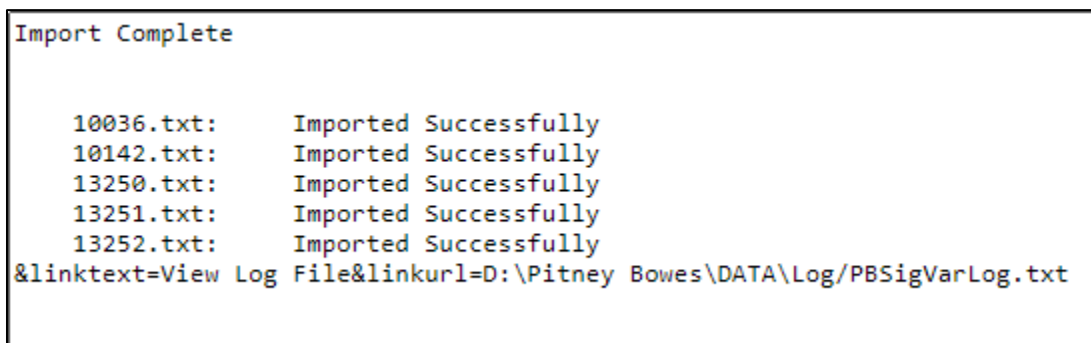 Import Complete
10036.txt: Imported Successfully
10142.txt: Imported Successfully
13250.txt: Imported Successfully
13251.txt: Imported Successfully
13252.txt: Imported Successfully
&linktext=View Log File&linkurl=D:\Pitney Bowes\DATA\Log/PBSigVarLog.txt